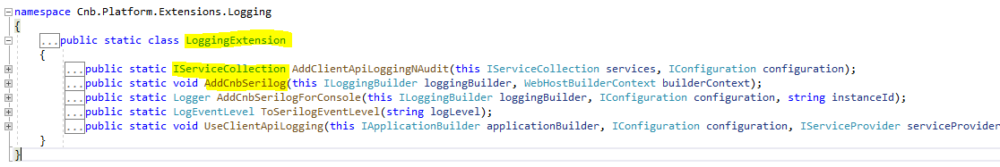 namespace Cnb.Platform.Extensions.Logging
{
...public static class LoggingExtension
{
...public static IServiceCollection AddClientApiLoggingNAudit(this IServiceCollection services, IConfiguration configuration);
...public static void AddCnbSerilog(this ILoggingBuilder loggingBuilder, WebHostBuilderContext builderContext);
...public static Logger AddCnbSerilogForConsole(this ILoggingBuilder loggingBuilder, IConfiguration configuration, string instanceId);
...public static LogEventLevel ToSerilogEventLevel(string logLevel);
...public static void UseClientApiLogging(this IApplicationBuilder applicationBuilder, IConfiguration configuration, IServiceProvider serviceProvider
}
}